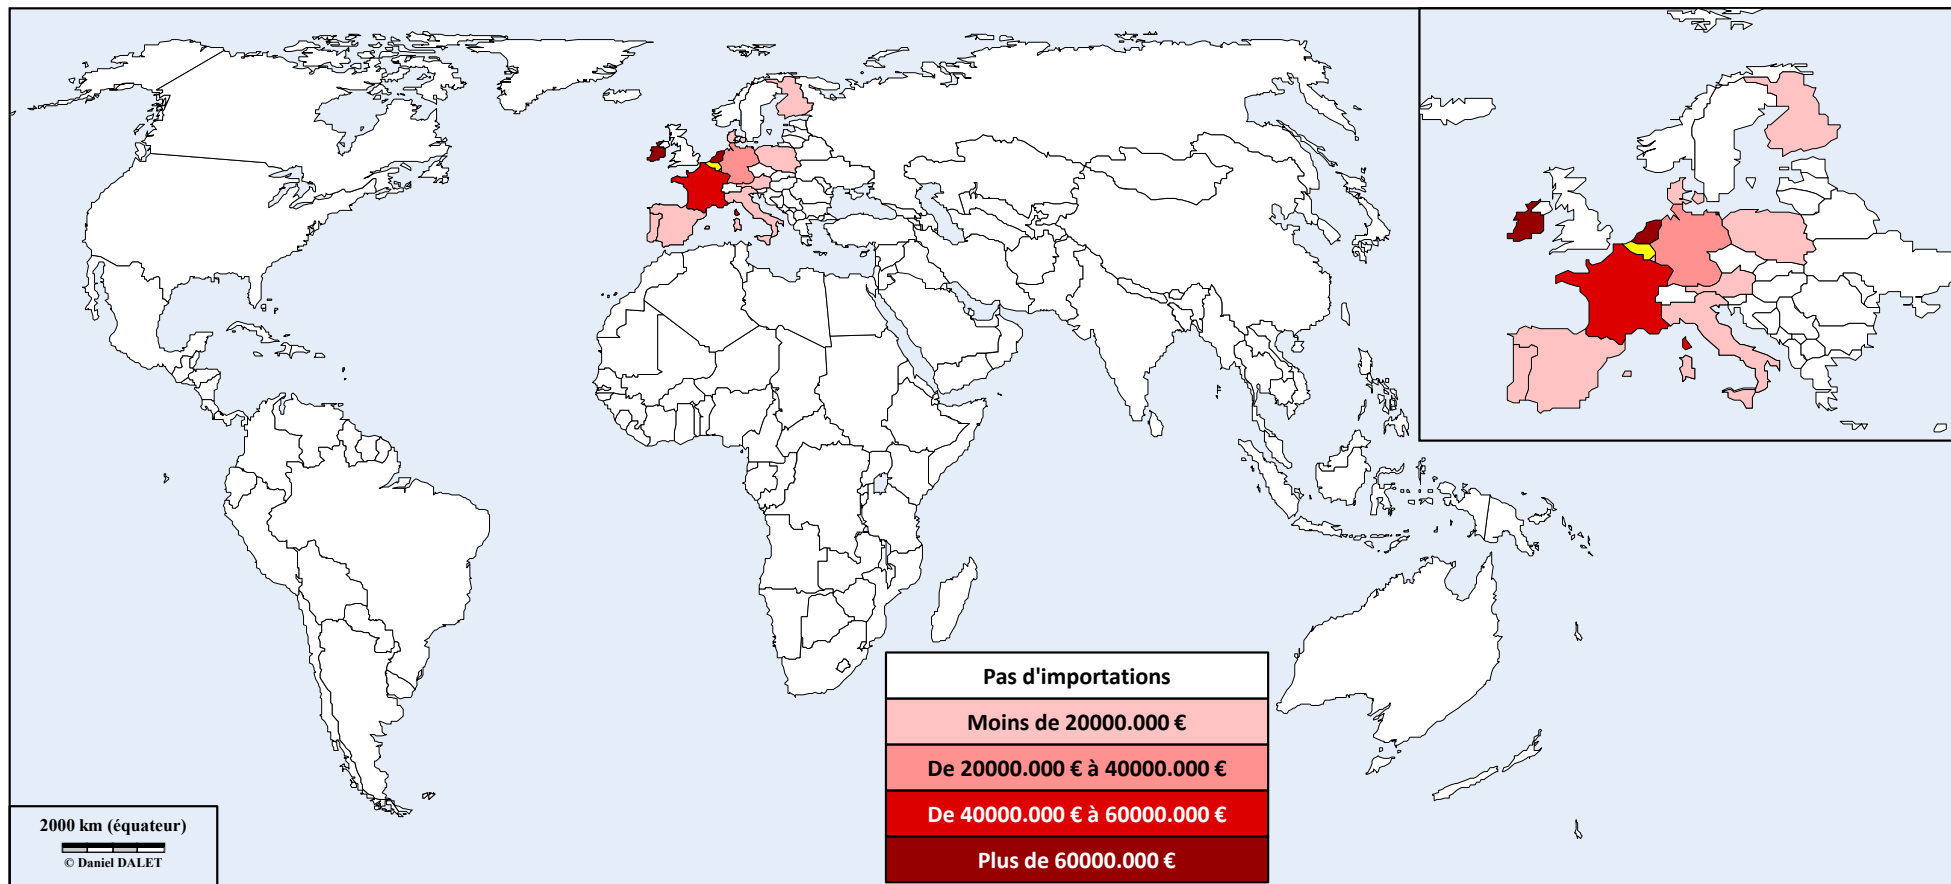 Pas d'importations
Moins de 20000.000 €
De 20000.000 € à 40000.000 €
De 40000.000 € à 60000.000 €
Plus de 60000.000 €
2000 km (équateur)
© Daniel DALET